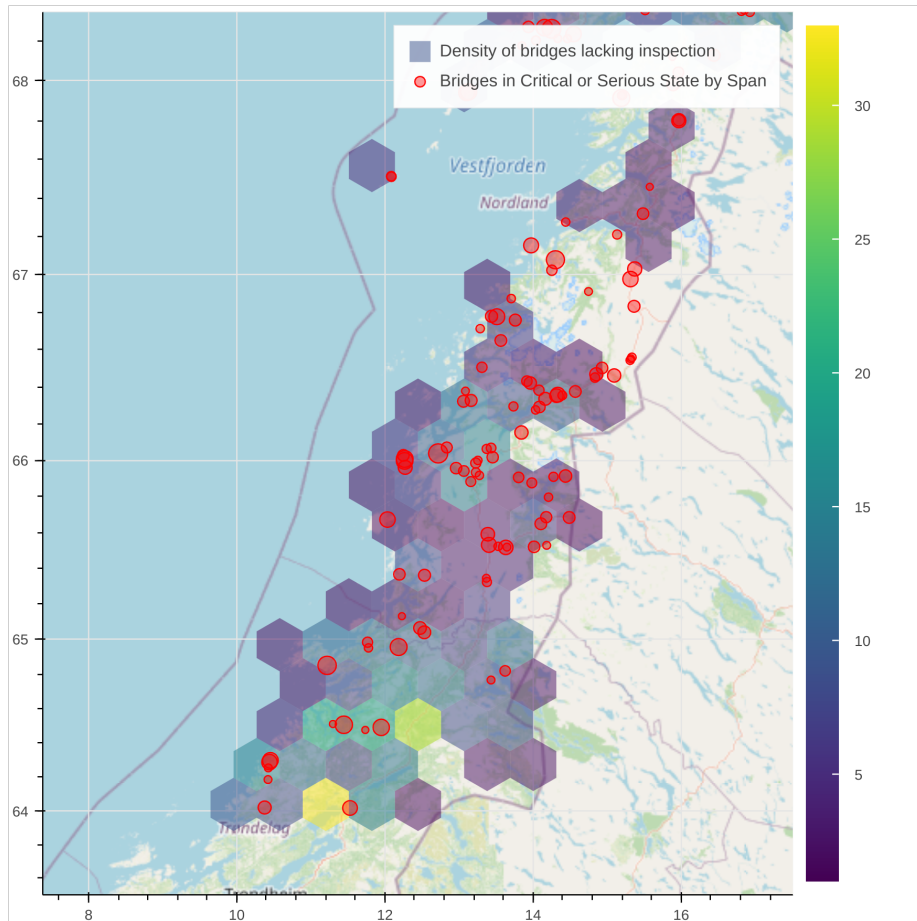 Density of bridges lacking inspection
Bridges in Critical or Serious State by Span
Vestfjorden
Nordland
Trøndelag
Trondheim
68
67
66
65
64
8
10
12
14
16
30
25
20
15
10
5